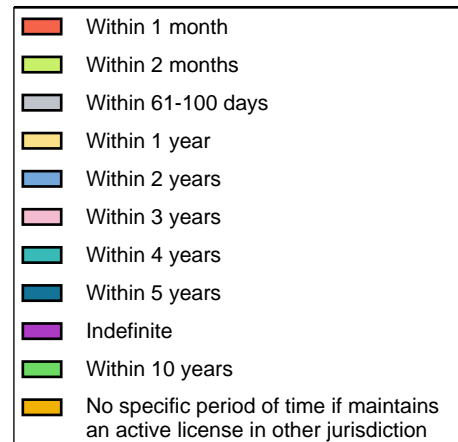 Within 1 month
Within 2 months
Within 61-100 days
Within 1 year
Within 2 years
Within 3 years
Within 4 years
Within 5 years
Indefinite
Within 10 years
No specific period of time if maintains
an active license in other jurisdiction